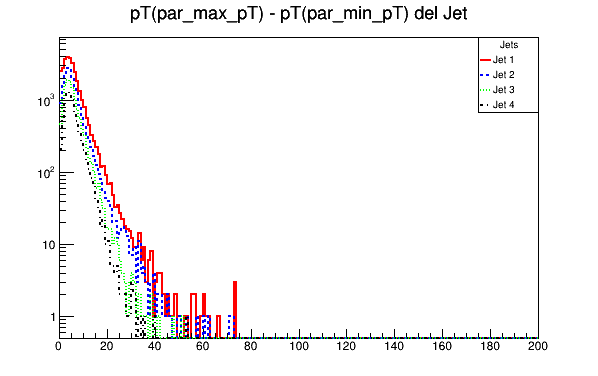 pT(par_max_pT) - pT(par_min_pT) del Jet
Jets
Jet 1
Jet 2
Jet 3
Jet 4
10³
10²
10
1
0 20 40 60 80 100 120 140 160 180 200